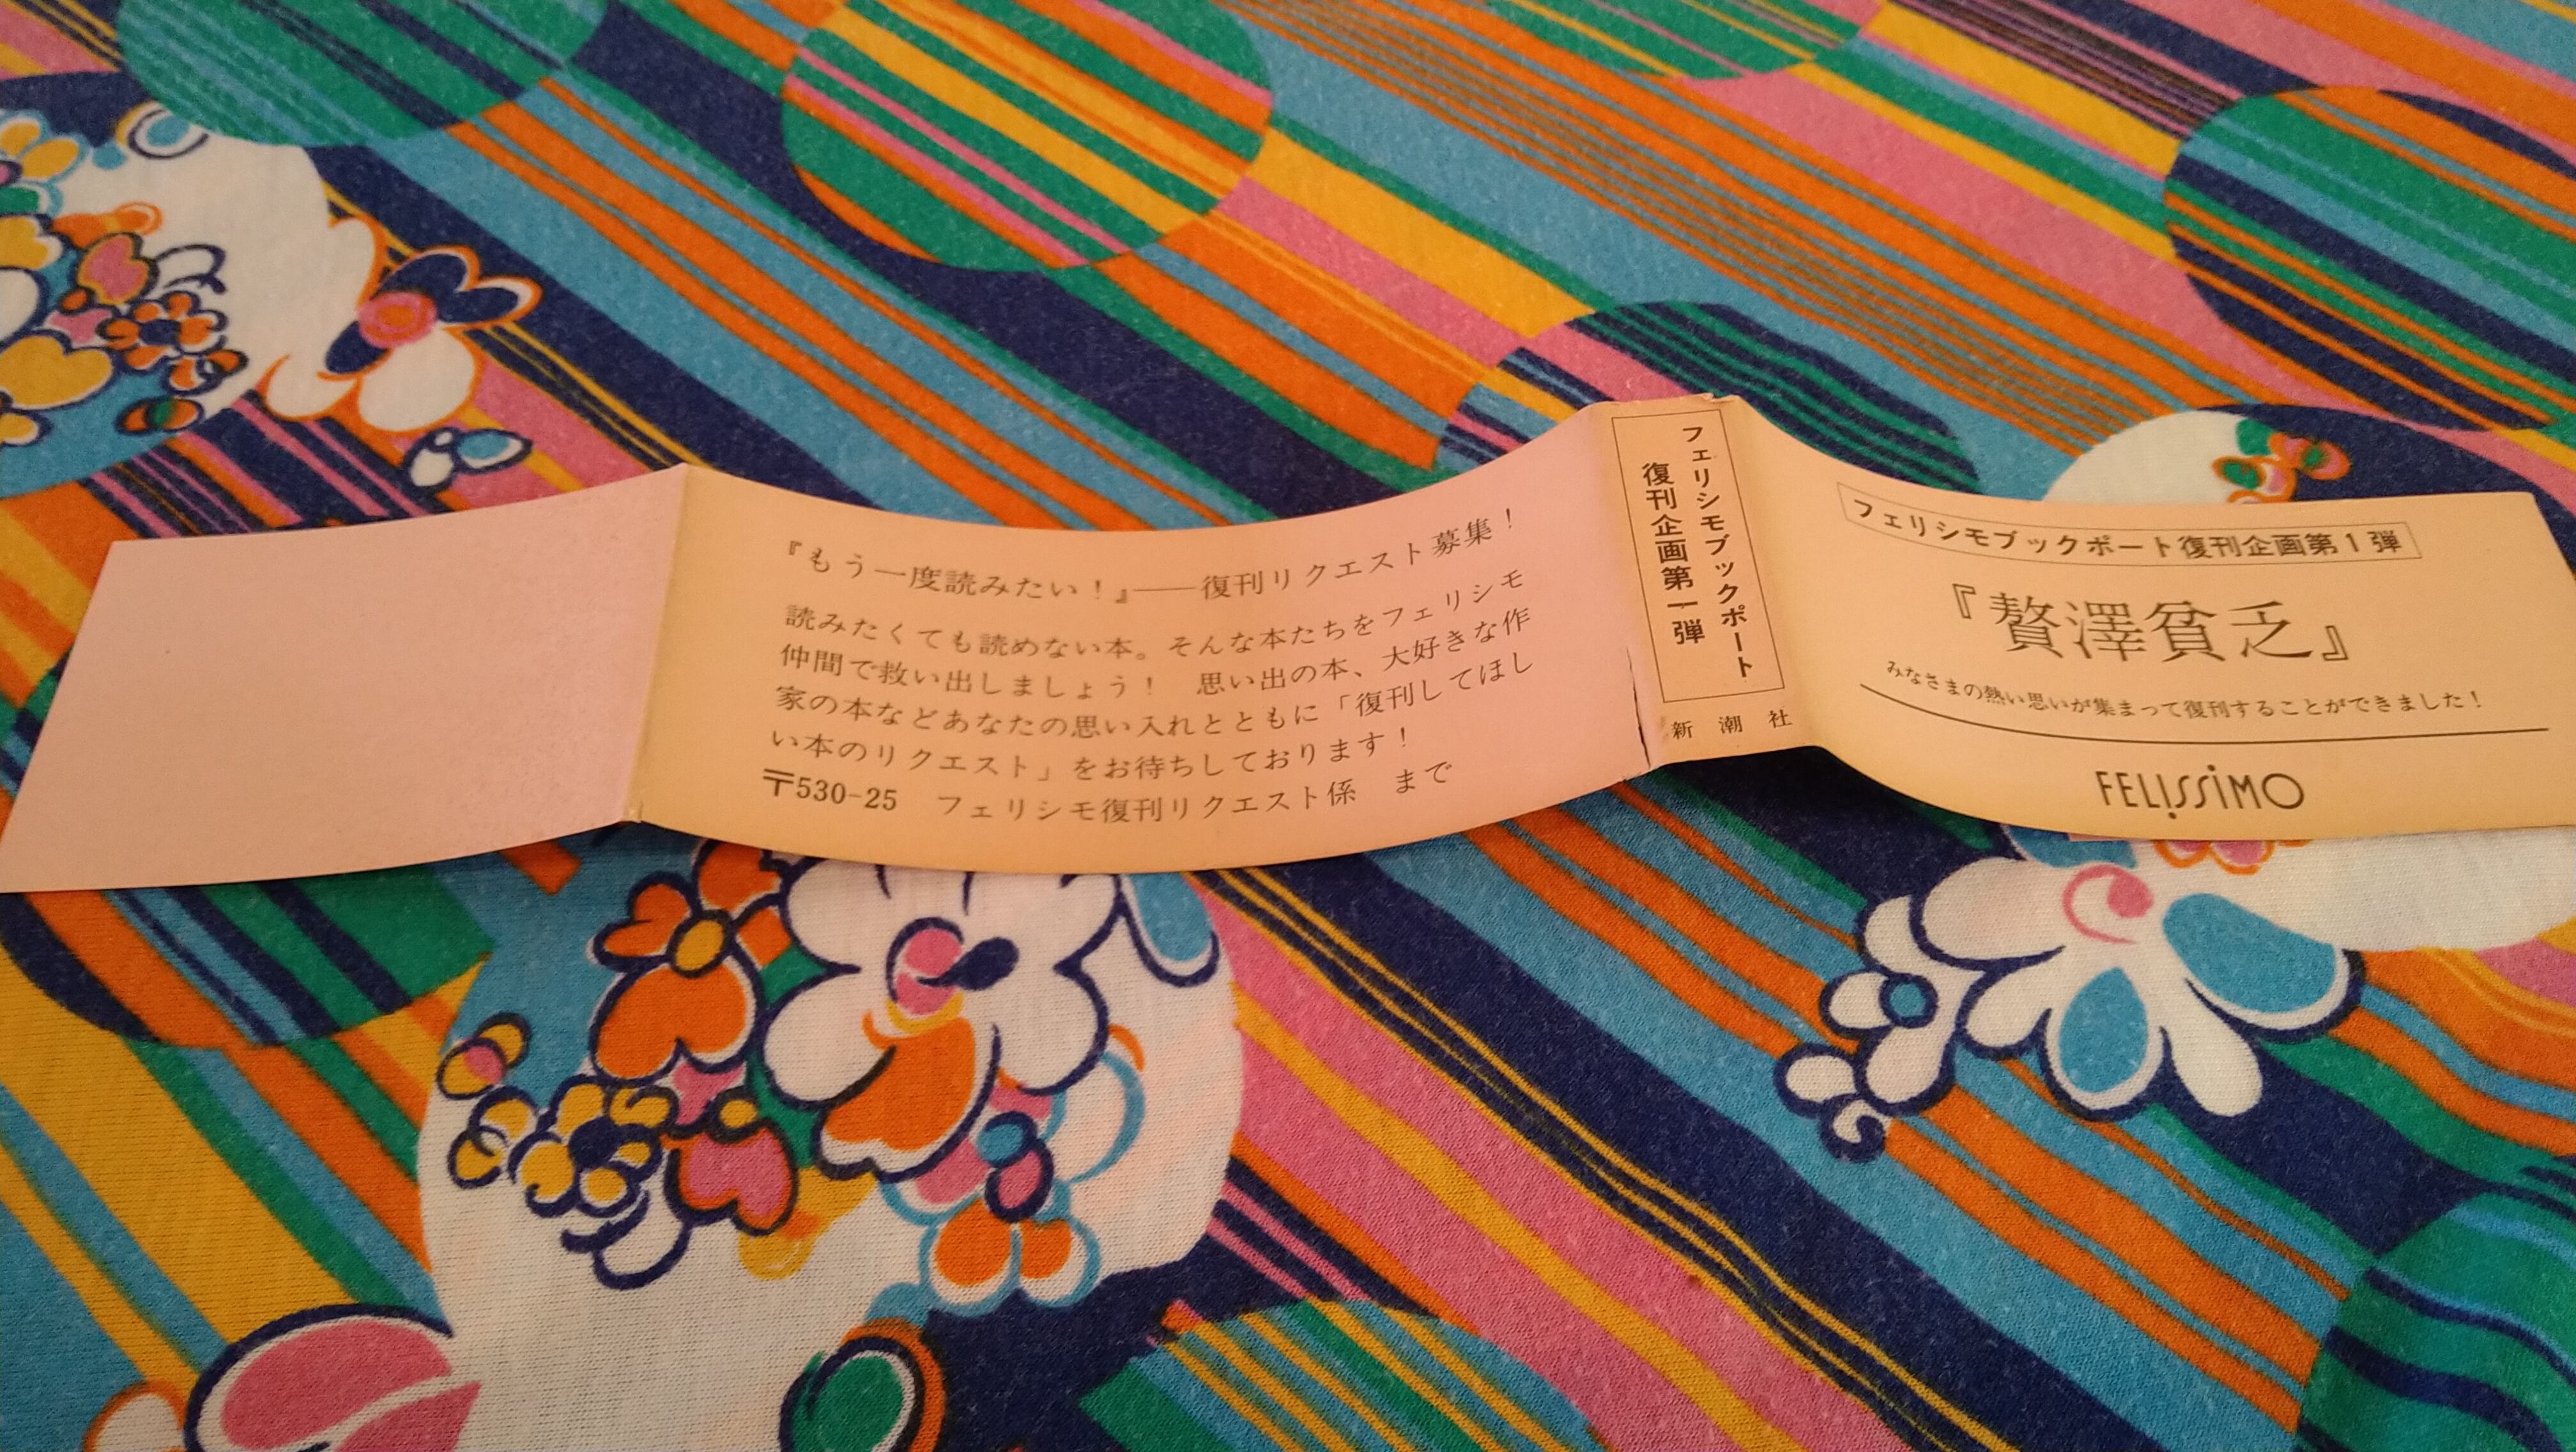 『もう一度読みたい！』――復刊リクエスト募集！
読みたくても読めない本。そんな本たちをフェリシモ
仲間で救い出しましょう！　思い出の本、大好きな作
家の本などあなたの思い入れとともに「復刊してほし
い本のリクエスト」をお待ちしております！
〒530-25　フェリシモ復刊リクエスト係　まで
フェリシモブックポート
復刊企画第一弾
新潮社
フェリシモブックポート復刊企画第1弾
『贅澤貧乏』
みなさまの熱い思いが集まって復刊することができました！
FELISSIMO